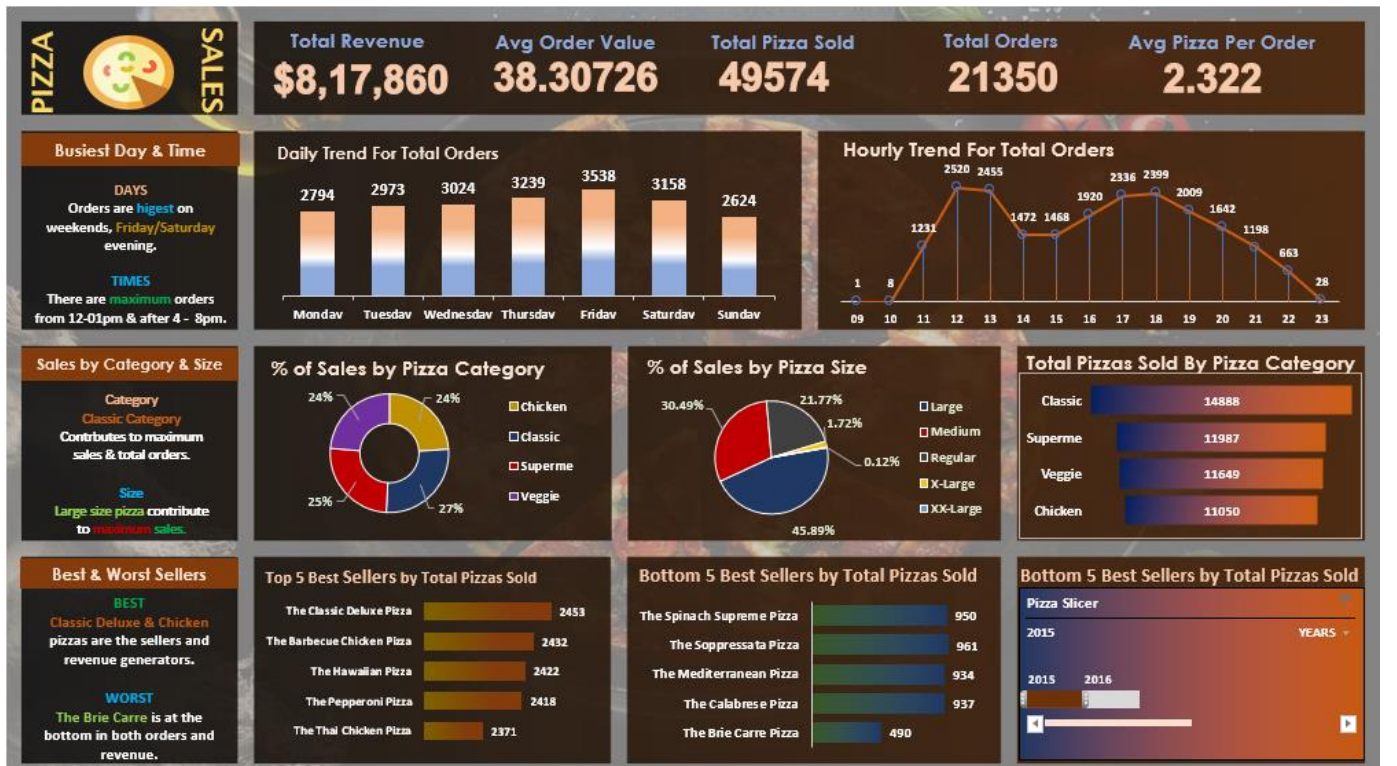 PIZZA
SALES
Total Revenue
$8,17,860
Avg Order Value
38.30726
Total Pizza Sold
49574
Total Orders
21350
Avg Pizza Per Order
2.322
Busiest Day & Time
DAYS
Orders are higest on
weekends, Friday/Saturday
evening.
TIMES
There are maximum orders
from 12-01pm & after 4 - 8pm.
Daily Trend For Total Orders
2794
2973
3024
3239
3538
3158
2624
Monday
Tuesday
Wednesday
Thursday
Friday
Saturday
Sunday
Hourly Trend For Total Orders
1
8
1231
2520
2455
1472
1468
1920
2336
2399
2009
1642
1198
663
28
09
10
11
12
13
14
15
16
17
18
19
20
21
22
23
Sales by Category & Size
Category
Classic Category
Contrbutes to maximum
sales & total orders.
Size
Large size pizza contribute
to maximum sales.
% of Sales by Pizza Category
24%
24%
25%
27%
Chicken
Classic
Superme
Veggie
% of Sales by Pizza Size
30.49%
21.77%
1.72%
0.12%
45.89%
Large
Medium
Regular
X-Large
XX-Large
Total Pizzas Sold By Pizza Category
Classic 14888
Superme 11987
Veggie 11649
Chicken 11050
Best & Worst Sellers
BEST
Classic Deluxe & Chicken
pizzas are the sellers and
revenue generators.
WORST
The Brie Carre is at the
bottom in both orders and
revenue.
Top 5 Best Sellers by Total Pizzas Sold
The Classic Deluxe Pizza 2453
The Barbecue Chicken Pizza 2432
The Hawaiian Pizza 2422
The Pepperoni Pizza 2418
The Thai Chicken Pizza 2371
Bottom 5 Best Sellers by Total Pizzas Sold
The Spinach Supreme Pizza 950
The Soppressata Pizza 961
The Mediterranean Pizza 934
The Calabrese Pizza 937
The Brie Carre Pizza 490
Bottom 5 Best Sellers by Total Pizzas Sold
Pizza Slicer
2015 YEARS
2015 2016